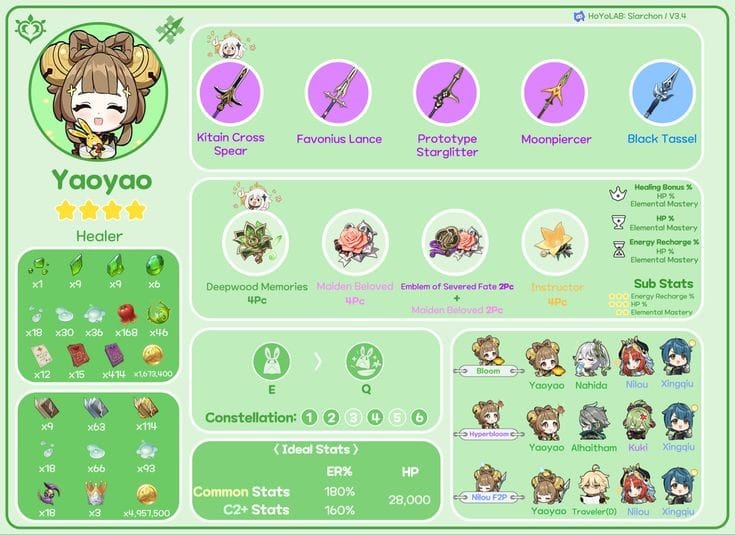 HoYoLAB: Siarchon / V3.4
Yaoyao
Healer
Kitain Cross
Spear
Favonius Lance
Prototype
Starglitter
Moonpiercer
Black Tassel
Deepwood Memories
4Pc
Maiden Beloved
4Pc
Emblem of Severed Fate 2Pc
+
Maiden Beloved 2Pc
Instructor
4Pc
Healing Bonus %
HP %
Elemental Mastery
HP %
Elemental Mastery
Energy Recharge %
HP %
Elemental Mastery
Sub Stats
Energy Recharge %
HP %
Elemental Mastery
x1
x9
x9
x6
x18
x30
x36
x168
x46
x12
x15
x414
x1,673,400
x9
x63
x114
x18
x66
x93
x18
x3
x4,957,500
E
Q
Constellation: 1 2 3 4 5 6
( Ideal Stats )
ER%
HP
Common Stats
180%
28,000
C2+ Stats
160%
Bloom
Yaoyao
Nahida
Nilou
Xingqiu
Hyperbloom
Yaoyao
Alhaitham
Kuki
Xingqiu
Nilou F2P
Yaoyao
Traveler(D)
Nilou
Xingqiu